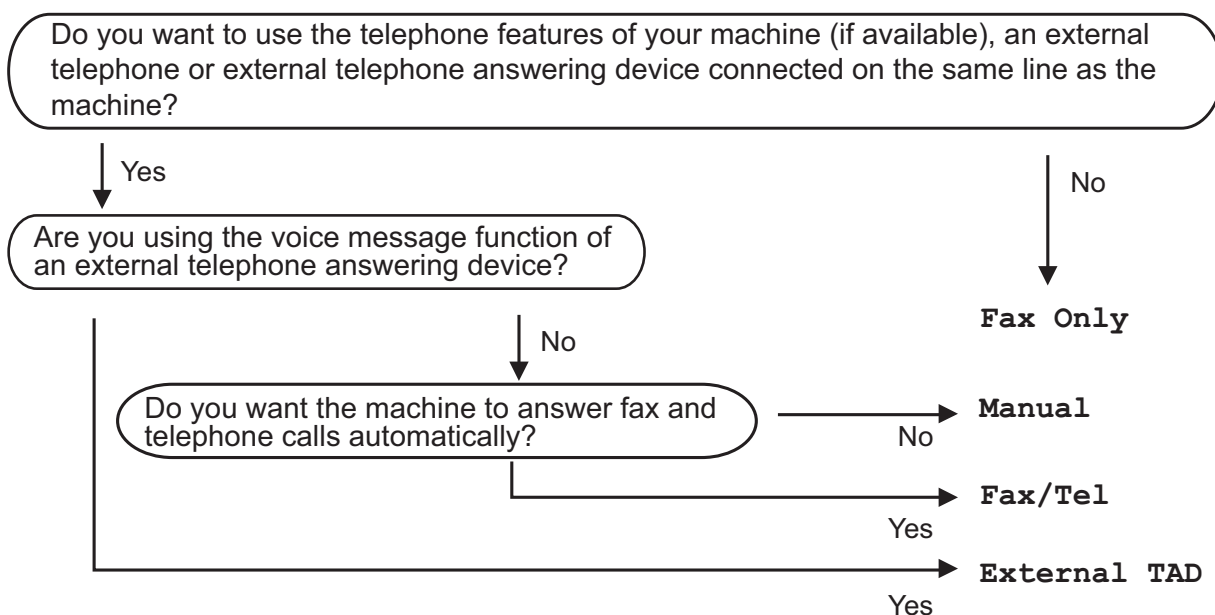 Do you want to use the telephone features of your machine (if available), an external
telephone or external telephone answering device connected on the same line as the
machine?
Yes
No
Are you using the voice message function of
an external telephone answering device?
Fax Only
No
Do you want the machine to answer fax and
telephone calls automatically?
Manual
No
Fax/Tel
Yes
External TAD
Yes